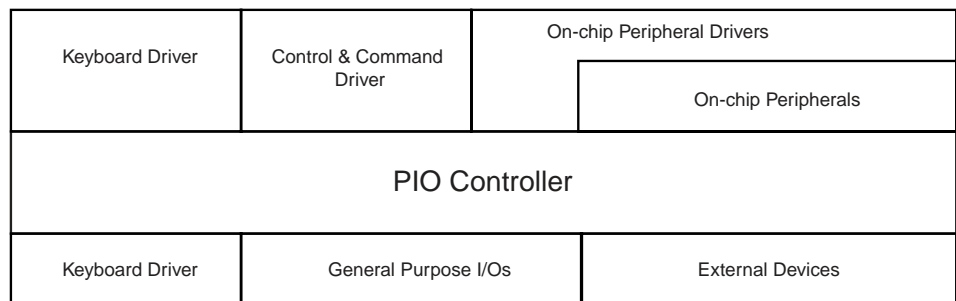 Keyboard Driver
Control & Command
Driver
On-chip Peripheral Drivers
On-chip Peripherals
PIO Controller
Keyboard Driver
General Purpose I/Os
External Devices